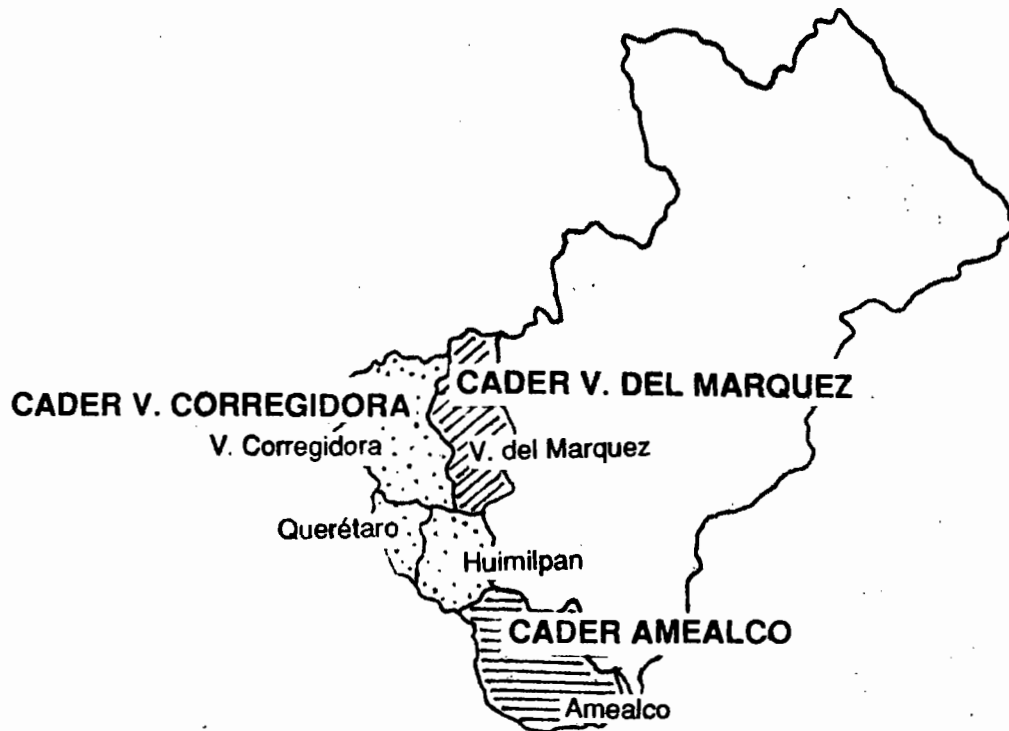 CADER V. DEL MARQUEZ
CADER V. CORREGIDORA
V. Corregidora
V. del Marquez
Querétaro
Huimilpan
CADER AMEALCO
Amealco